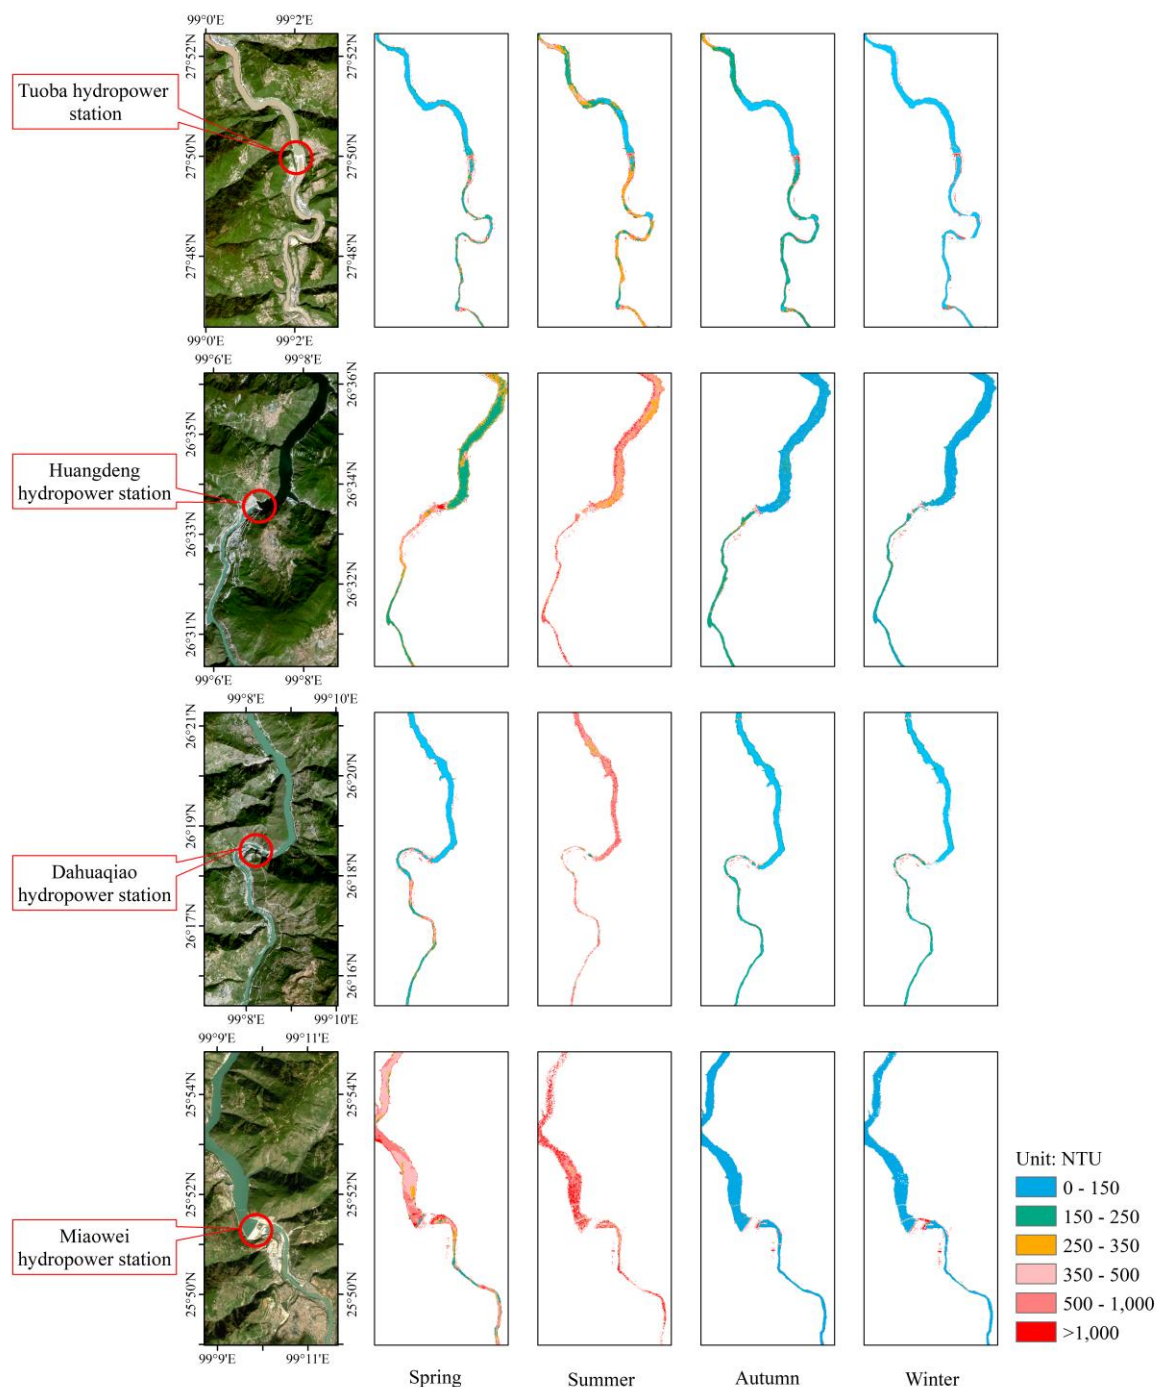 99°0'E 99°2'E
27°52'N 27°52'N
Tuoba hydropower
station
27°50'N 27°50'N
27°48'N 27°48'N
99°0'E 99°2'E
99°6'E 99°8'E
26°36'N
26°35'N
Huangdeng
hydropower station
26°34'N
26°33'N
26°32'N
26°31'N
99°6'E 99°8'E
99°8'E 99°10'E
26°21'N
26°20'N
26°19'N
Dahuaqiao
hydropower station
26°18'N
26°17'N
26°16'N
99°8'E 99°10'E
99°9'E 99°11'E
25°54'N 25°54'N
25°52'N 25°52'N
Miaowei
hydropower station
25°50'N 25°50'N
99°9'E 99°11'E
Unit: NTU
0 - 150
150 - 250
250 - 350
350 - 500
500 - 1,000
>1,000
Spring Summer Autumn Winter